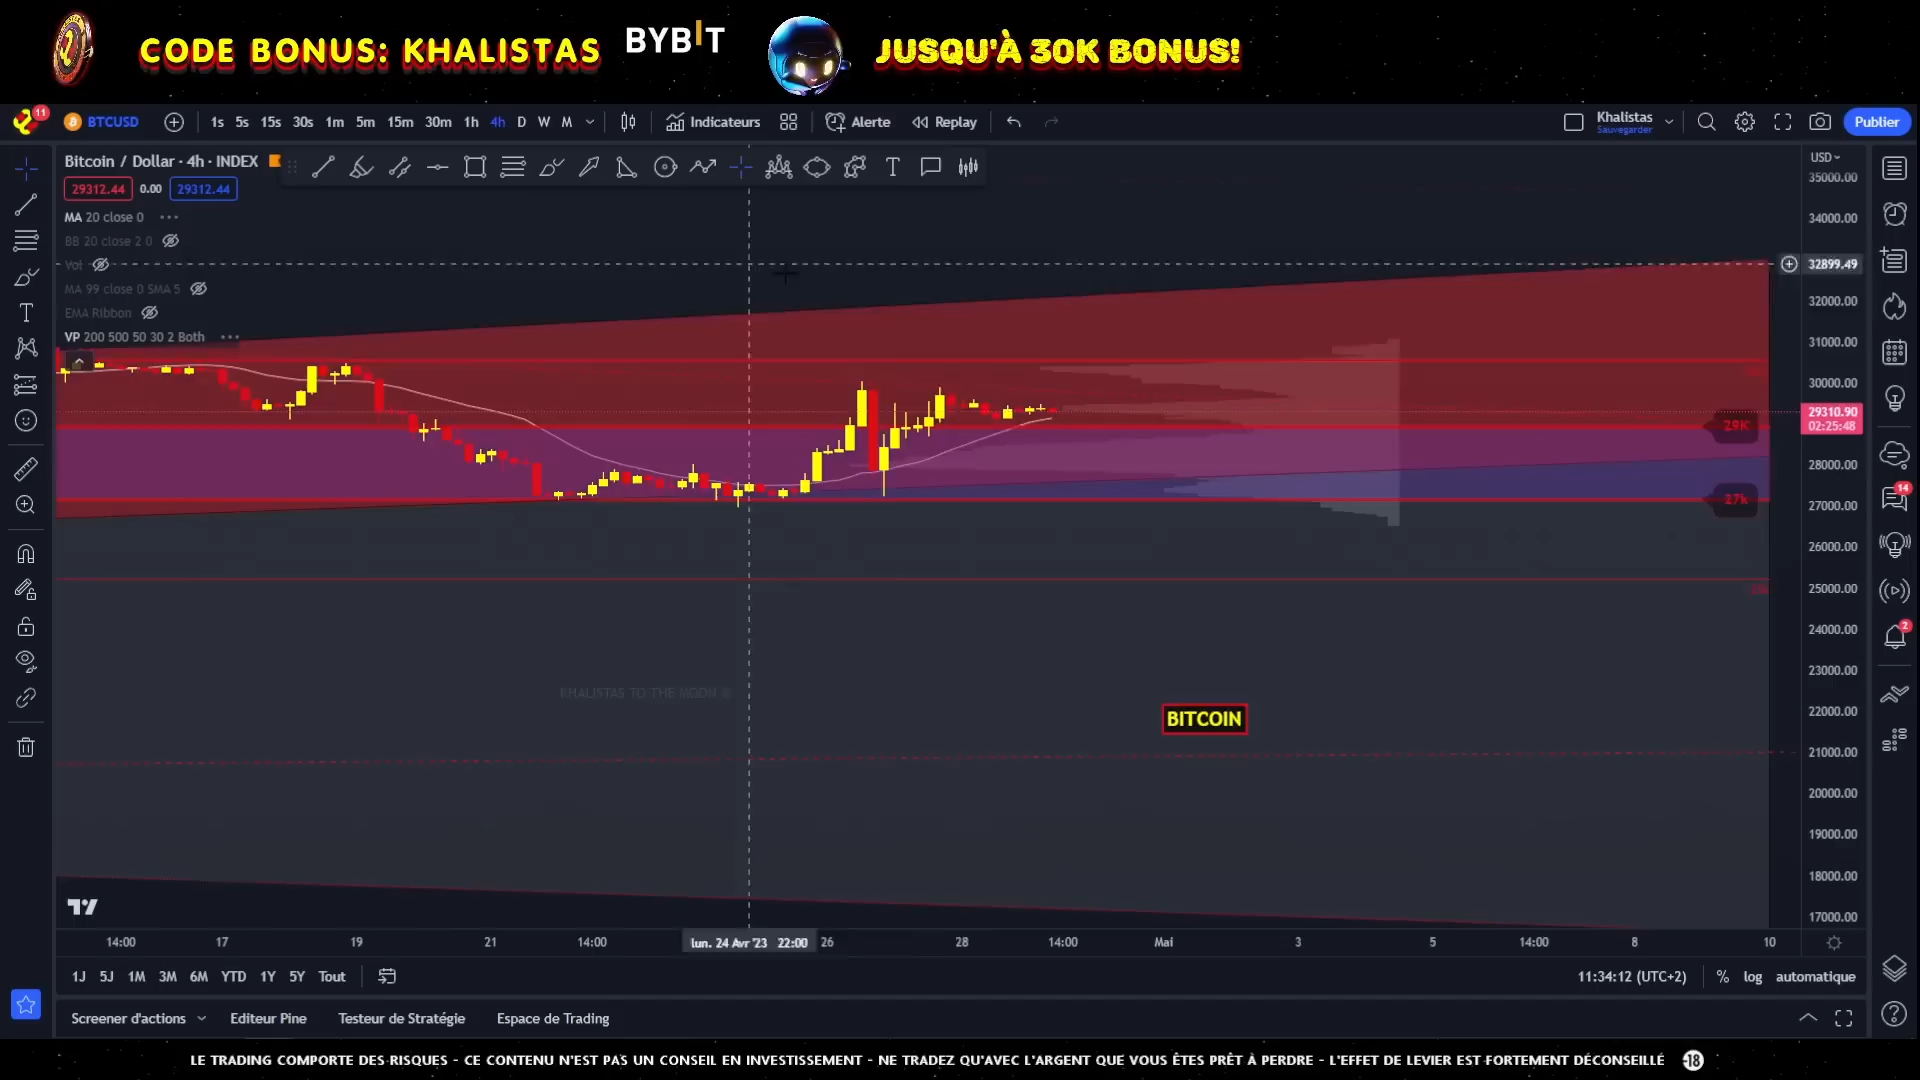 CODE BONUS: KHALISTAS
BYBIT
JUSQU'À 30K BONUS!
11
BTCUSD
1s 5s 15s 30s 1m 5m 15m 30m 1h 4h D W M
Indicateurs
Alerte
Replay
Khalistas
Sauvegarder
Publier
Bitcoin / Dollar · 4h · INDEX
29312.44 0.00 29312.44
MA 20 close 0
BB 20 close 2 0
Vol
MA 99 close 0 SMA 5
EMA Ribbon
VP 200 500 50 30 2 Both
USD
35000.00
34000.00
32899.49
32000.00
31000.00
30000.00
29310.90
02:25:48
29K
28000.00
27k
27000.00
26000.00
25000.00
24000.00
23000.00
22000.00
21000.00
20000.00
19000.00
18000.00
17000.00
14
2
KHALISTAS TO THE MOON
BITCOIN
14:00 17 19 21 14:00 lun. 24 Avr '23 22:00 26 28 14:00 Mai 3 5 14:00 8 10
1J 5J 1M 3M 6M YTD 1Y 5Y Tout
11:34:12 (UTC+2) % log automatique
Screener d'actions Editeur Pine Testeur de Stratégie Espace de Trading
LE TRADING COMPORTE DES RISQUES - CE CONTENU N'EST PAS UN CONSEIL EN INVESTISSEMENT - NE TRADEZ QU'AVEC L'ARGENT QUE VOUS ÊTES PRÊT À PERDRE - L'EFFET DE LEVIER EST FORTEMENT DÉCONSEILLÉ -18